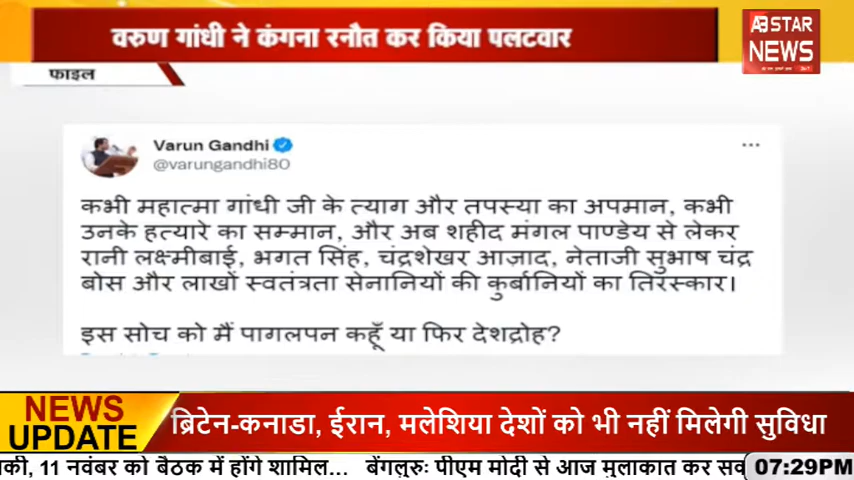 वरुण गांधी ने कंगना रनौत कर किया पलटवार
AB STAR
NEWS
फाइल
Varun Gandhi
@varungandhi80
कभी महात्मा गांधी जी के त्याग और तपस्या का अपमान, कभी
उनके हत्यारे का सम्मान, और अब शहीद मंगल पाण्डेय से लेकर
रानी लक्ष्मीबाई, भगत सिंह, चंद्रशेखर आज़ाद, नेताजी सुभाष चंद्र
बोस और लाखों स्वतंत्रता सेनानियों की कुर्बानियों का तिरस्कार।
इस सोच को मैं पागलपन कहूँ या फिर देशद्रोह?
NEWS
UPDATE
ब्रिटेन-कनाडा, ईरान, मलेशिया देशों को भी नहीं मिलेगी सुविधा
11 नवंबर को बैठक में होंगे शामिल... बेंगलुरुः पीएम मोदी से आज मुलाकात कर
07:29PM